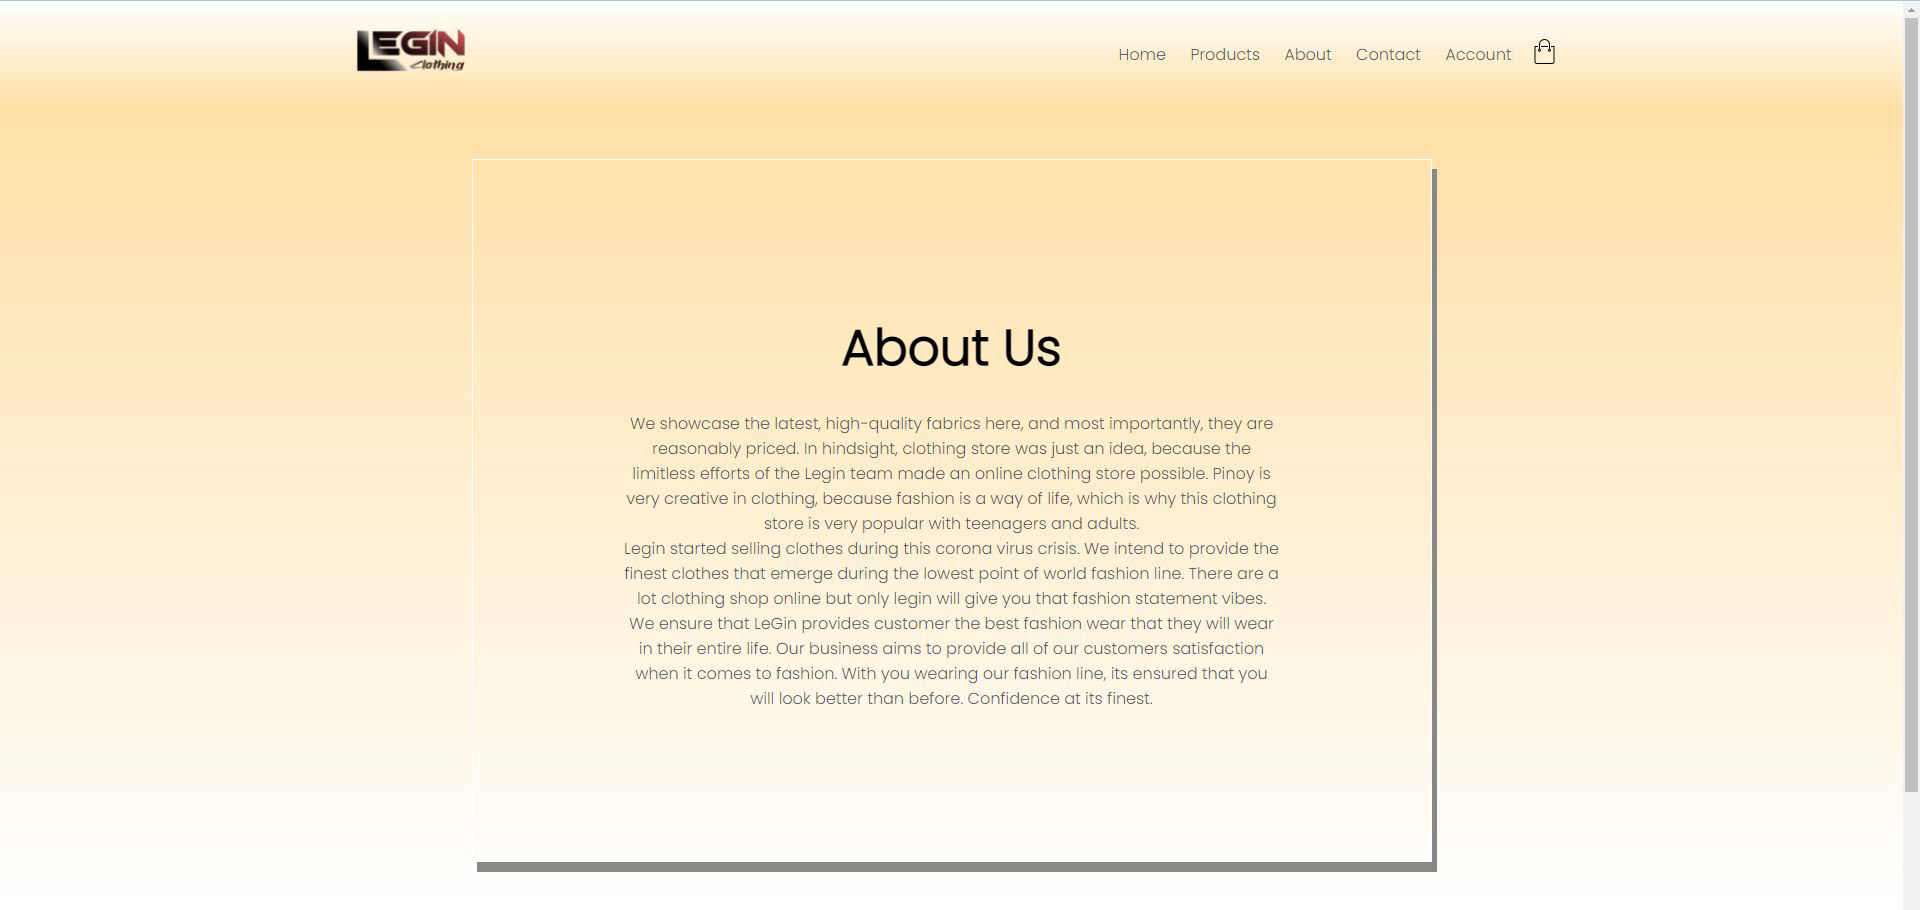 LEGIN
Clothing
Home Products About Contact Account
About Us
We showcase the latest, high-quality fabrics here, and most importantly, they are
reasonably priced. In hindsight, clothing store was just an idea, because the
limitless efforts of the Legin team made an online clothing store possible. Pinoy is
very creative in clothing, because fashion is a way of life, which is why this clothing
store is very popular with teenagers and adults.
Legin started selling clothes during this corona virus crisis. We intend to provide the
finest clothes that emerge during the lowest point of world fashion line. There are a
lot clothing shop online but only legin will give you that fashion statement vibes.
We ensure that LeGin provides customer the best fashion wear that they will wear
in their entire life. Our business aims to provide all of our customers satisfaction
when it comes to fashion. With you wearing our fashion line, its ensured that you
will look better than before. Confidence at its finest.